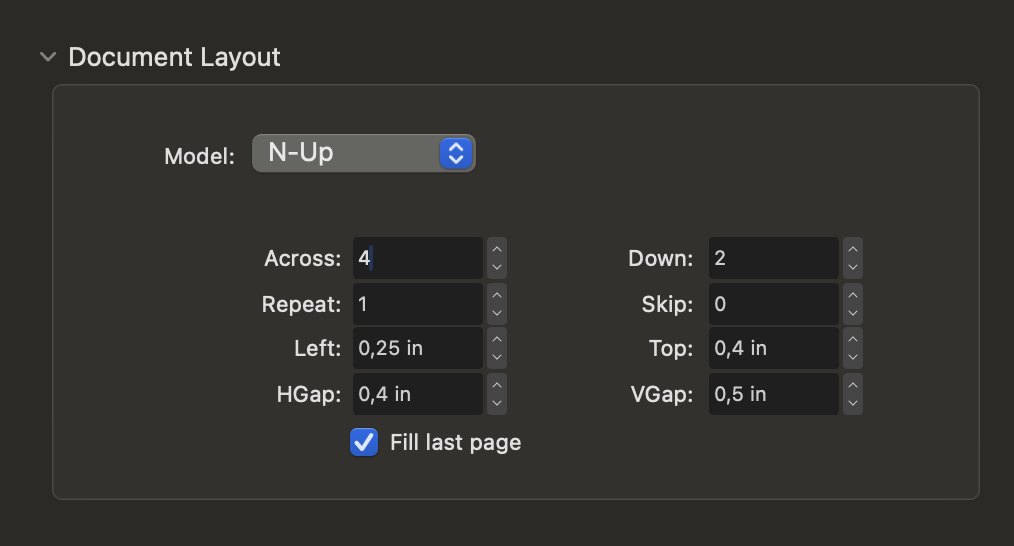 Document Layout
Model: N-Up
Across: 4 Down: 2
Repeat: 1 Skip: 0
Left: 0,25 in Top: 0,4 in
HGap: 0,4 in VGap: 0,5 in
Fill last page